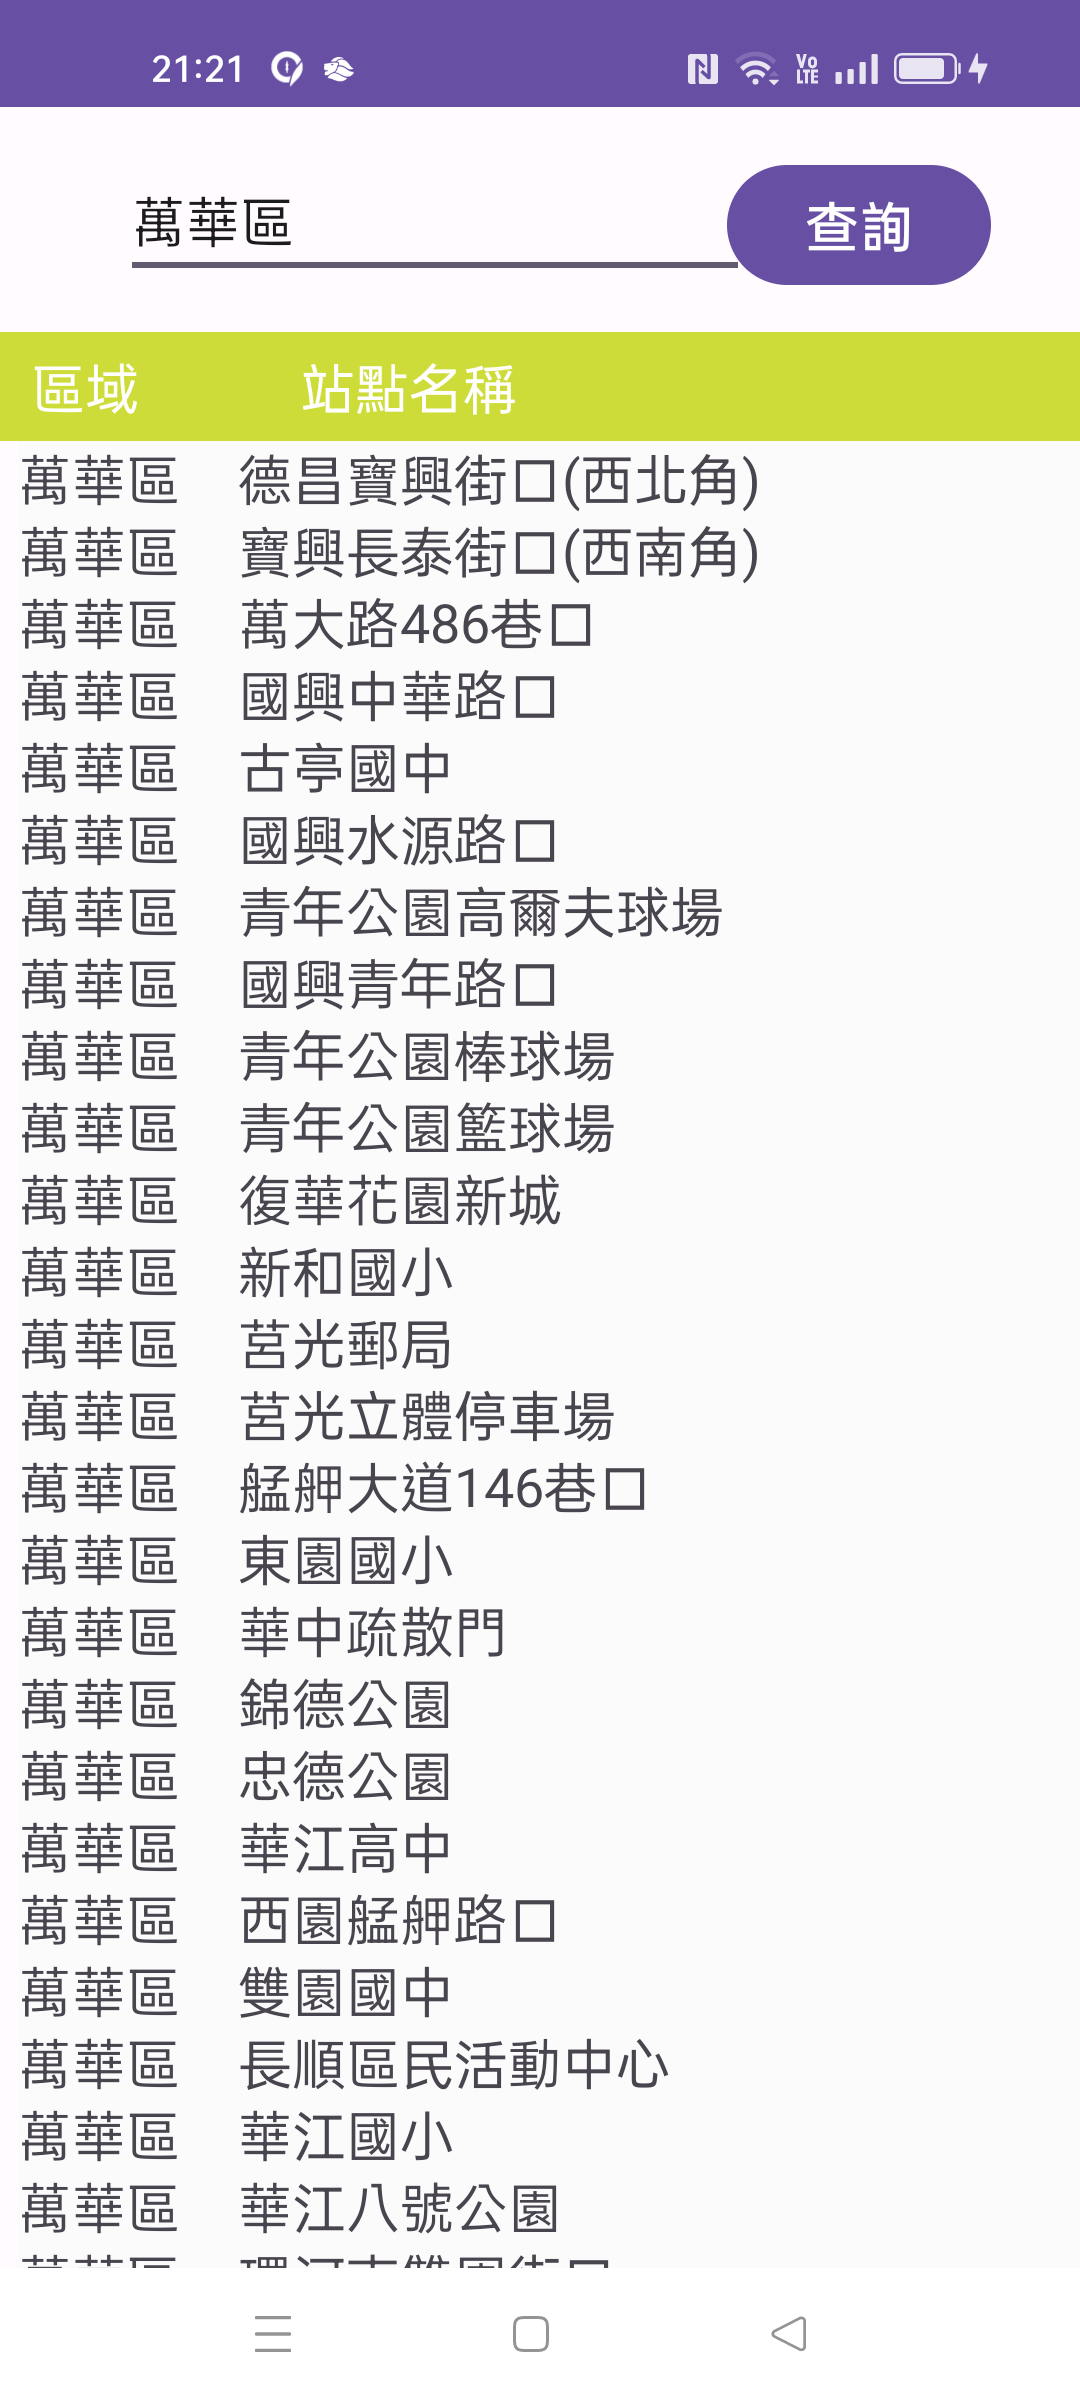 21:21
Vo LTE
萬華區
查詢
區域 站點名稱
萬華區 德昌寶興街口(西北角)
萬華區 寶興長泰街口(西南角)
萬華區 萬大路486巷口
萬華區 國興中華路口
萬華區 古亭國中
萬華區 國興水源路口
萬華區 青年公園高爾夫球場
萬華區 國興青年路口
萬華區 青年公園棒球場
萬華區 青年公園籃球場
萬華區 復華花園新城
萬華區 新和國小
萬華區 莒光郵局
萬華區 莒光立體停車場
萬華區 艋舺大道146巷口
萬華區 東園國小
萬華區 華中疏散門
萬華區 錦德公園
萬華區 忠德公園
萬華區 華江高中
萬華區 西園艋舺路口
萬華區 雙園國中
萬華區 長順區民活動中心
萬華區 華江國小
萬華區 華江八號公園